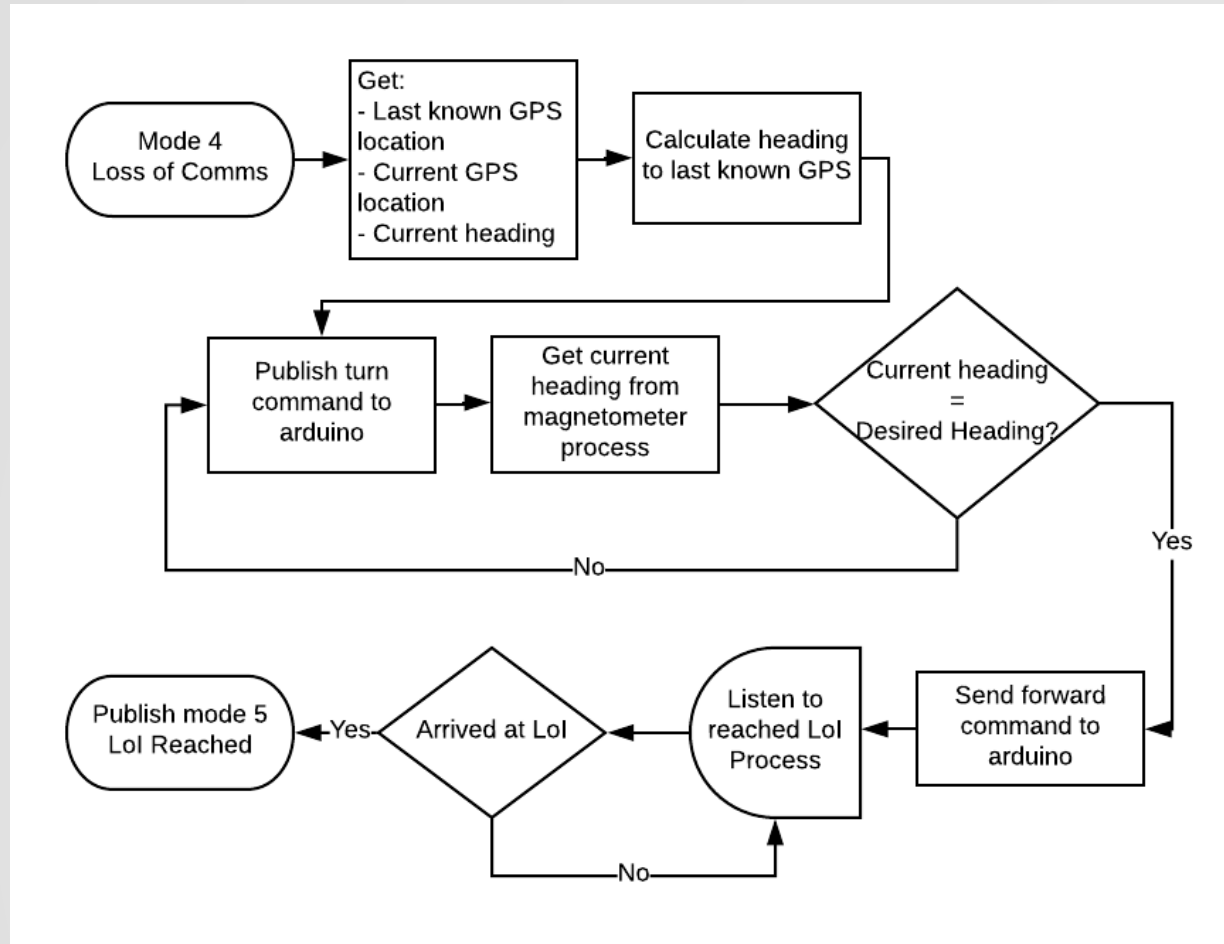 Mode 4
Loss of Comms
Get:
- Last known GPS
location
- Current GPS
location
- Current heading
Calculate heading
to last known GPS
Publish turn
command to
arduino
Get current
heading from
magnetometer
process
Current heading
=
Desired Heading?
No
Yes
Send forward
command to
arduino
Listen to
reached LoI
Process
Arrived at LoI
No
Yes
Publish mode 5
LoI Reached